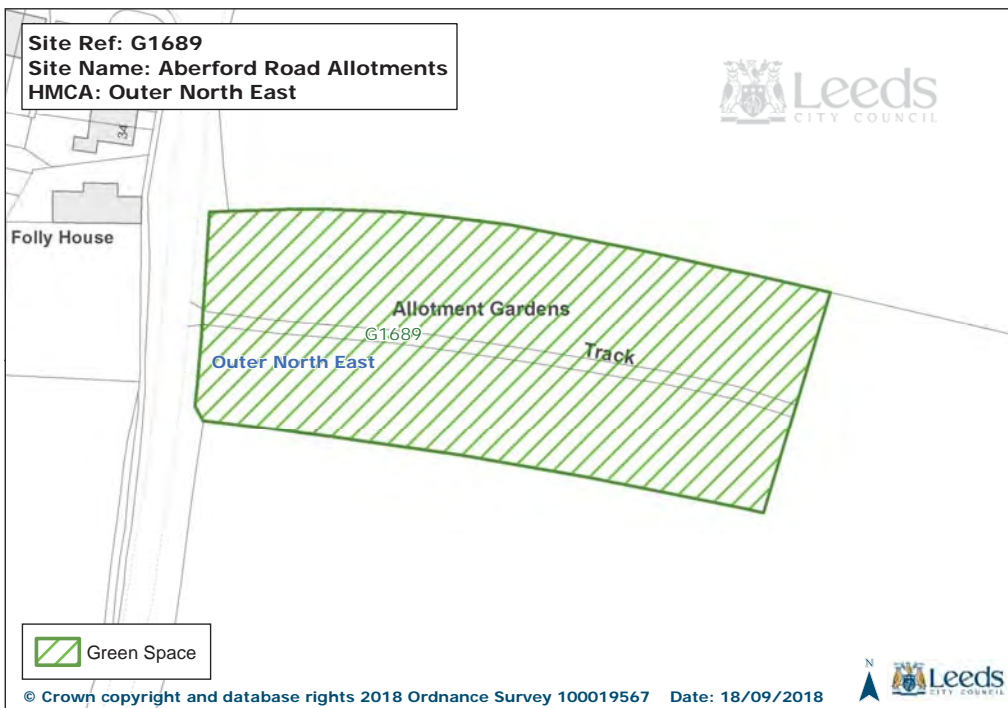 Site Ref: G1689
Site Name: Aberford Road Allotments
HMCA: Outer North East
Leeds
CITY COUNCIL
34
Folly House
Allotment Gardens
G1689
Track
Outer North East
Green Space
© Crown copyright and database rights 2018 Ordnance Survey 100019567 Date: 18/09/2018
N
Leeds
CITY COUNCIL